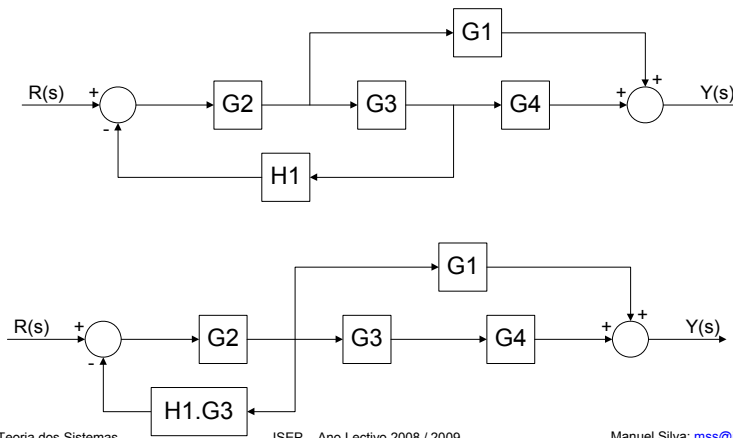 G1
R(s) + G2 G3 G4 + + Y(s)
-
H1
G1
R(s) + G2 G3 G4 + + Y(s)
-
H1.G3
Teoria dos Sistemas ISEP Ano Lectivo 2008 / 2009 Manuel Silva: mss@